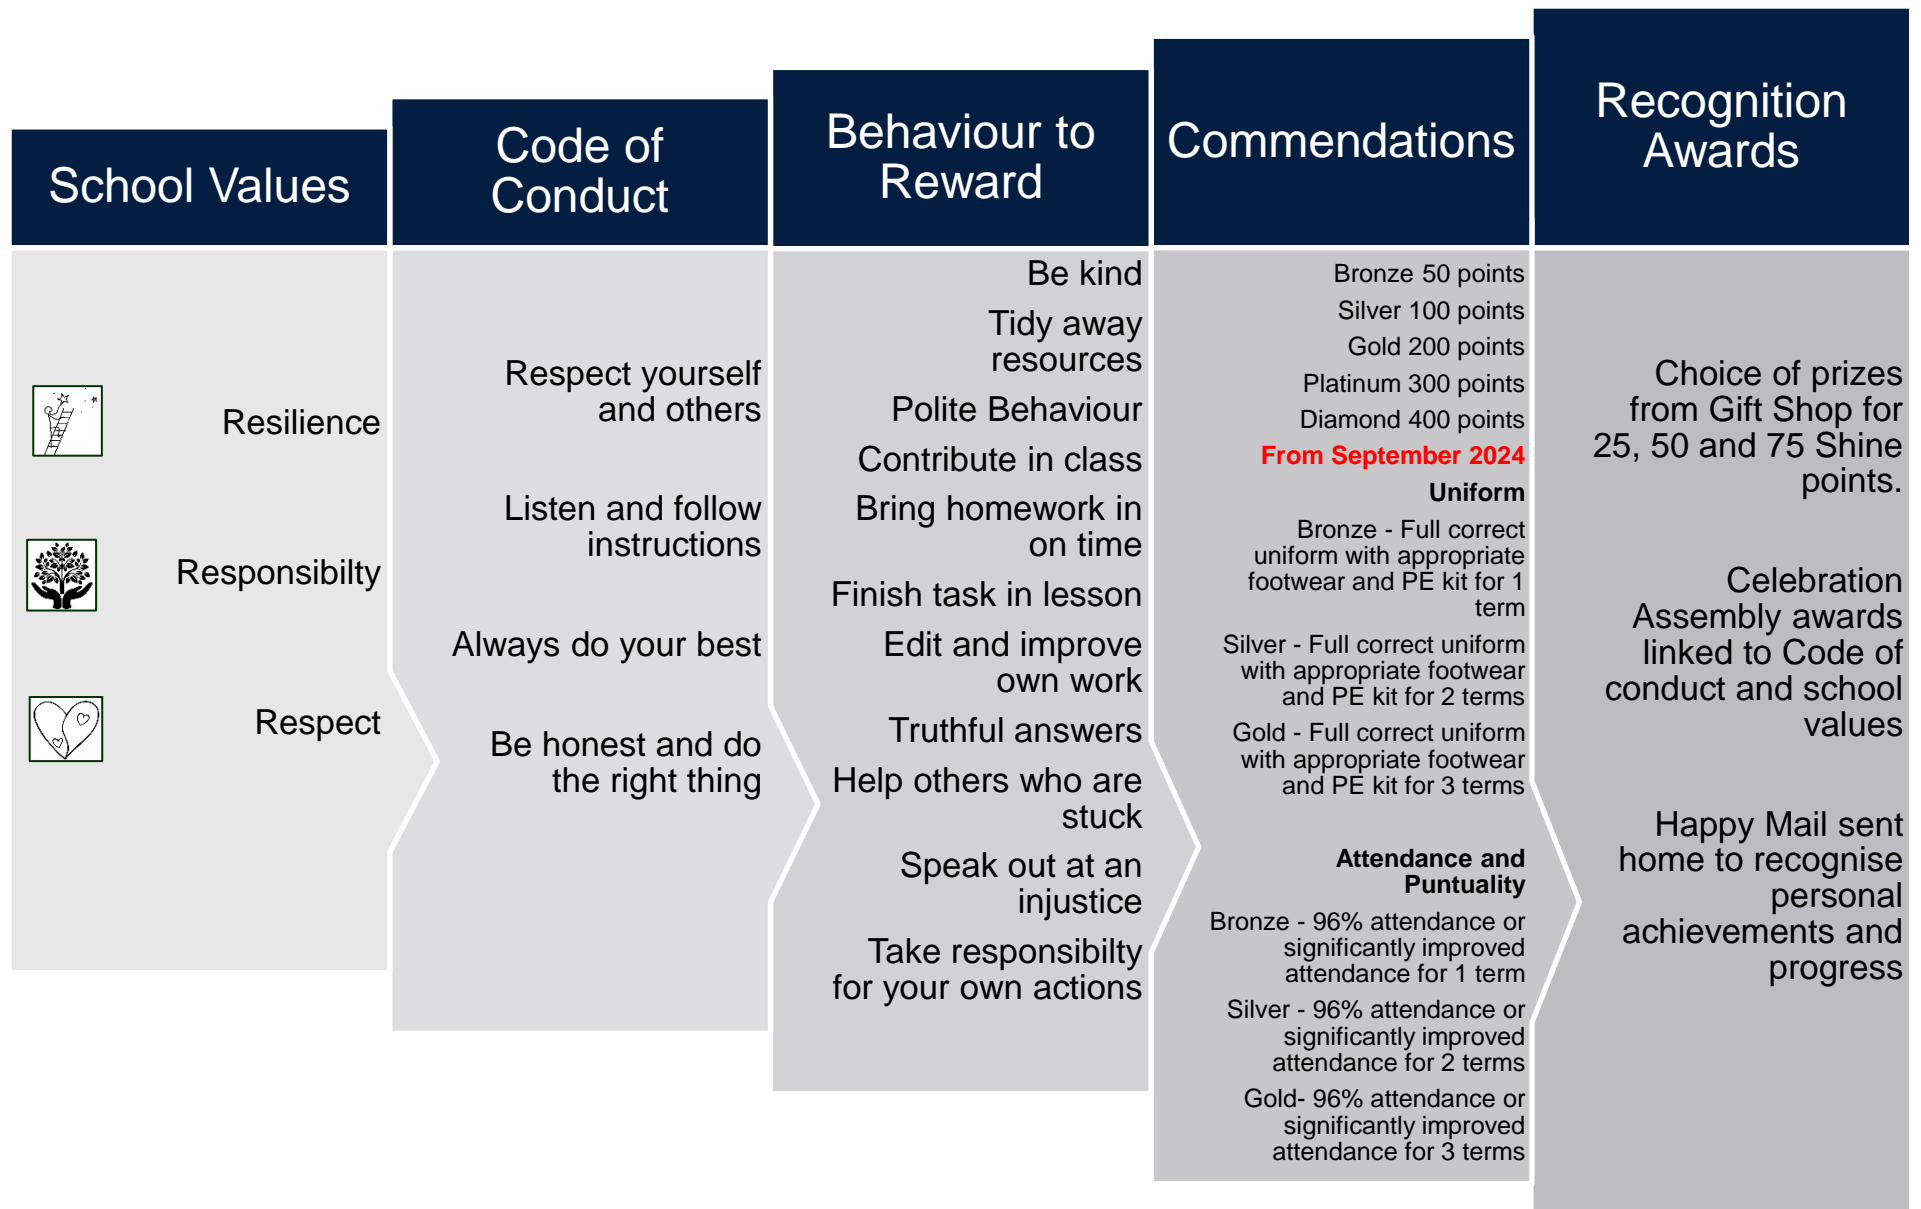 School Values
Resilience
Responsibilty
Respect
Code of
Conduct
Respect yourself
and others
Listen and follow
instructions
Always do your best
Be honest and do
the right thing
Behaviour to
Reward
Be kind
Tidy away
resources
Polite Behaviour
Contribute in class
Bring homework in
on time
Finish task in lesson
Edit and improve
own work
Truthful answers
Help others who are
stuck
Speak out at an
injustice
Take responsibilty
for your own actions
Commendations
Bronze 50 points
Silver 100 points
Gold 200 points
Platinum 300 points
Diamond 400 points
From September 2024
Uniform
Bronze - Full correct
uniform with appropriate
footwear and PE kit for 1
term
Silver - Full correct uniform
with appropriate footwear
and PE kit for 2 terms
Gold - Full correct uniform
with appropriate footwear
and PE kit for 3 terms
Attendance and
Puntuality
Bronze - 96% attendance or
significantly improved
attendance for 1 term
Silver - 96% attendance or
significantly improved
attendance for 2 terms
Gold- 96% attendance or
significantly improved
attendance for 3 terms
Recognition
Awards
Choice of prizes
from Gift Shop for
25, 50 and 75 Shine
points.
Celebration
Assembly awards
linked to Code of
conduct and school
values
Happy Mail sent
home to recognise
personal
achievements and
progress